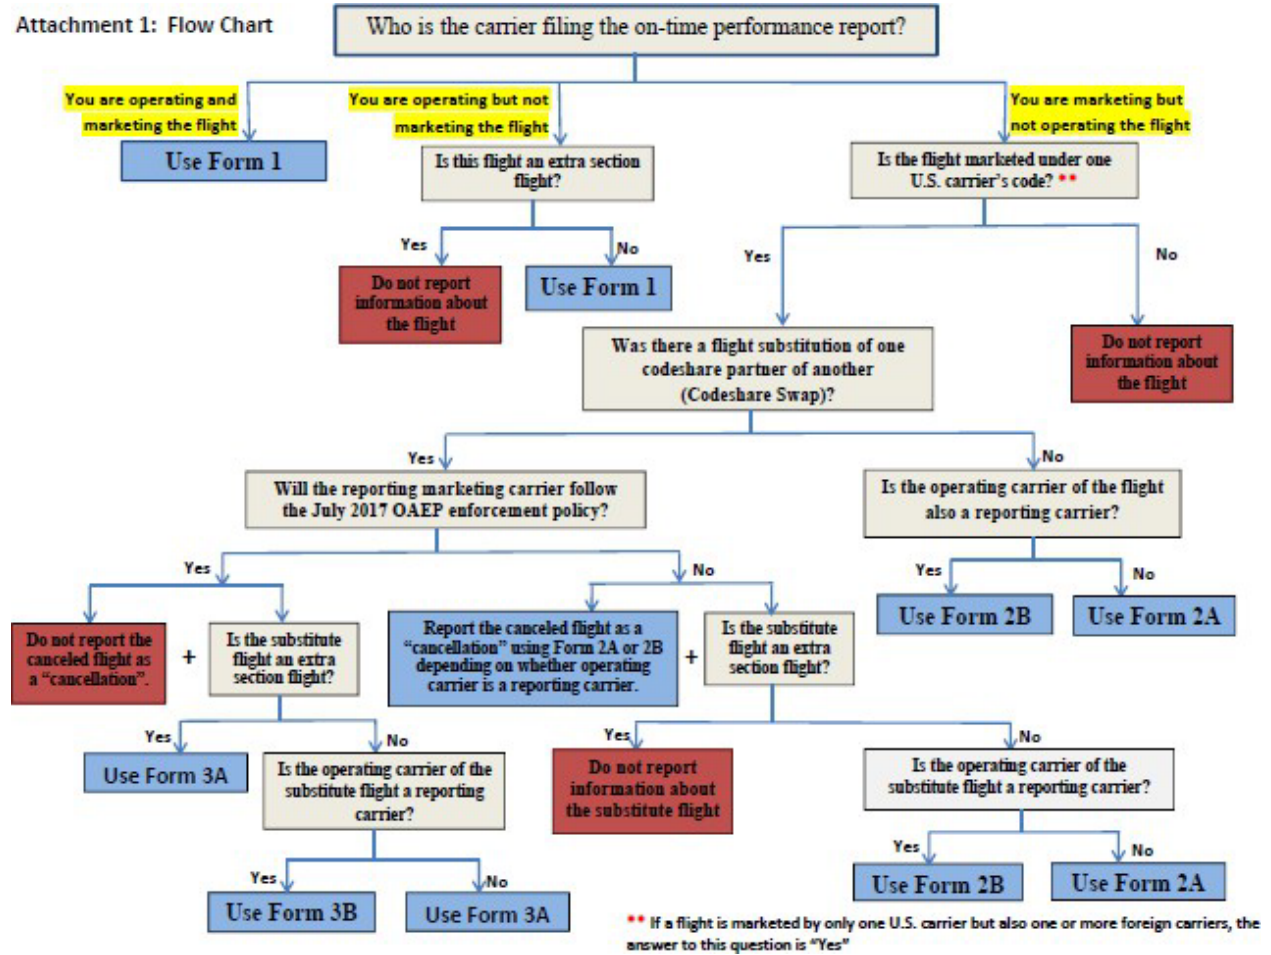 Attachment 1:  Flow Chart
Who is the carrier filing the on-time performance report?
You are operating and
marketing the flight
You are operating but not
marketing the flight
You are marketing but
not operating the flight
Use Form 1
Is this flight an extra section
flight?
Is the flight marketed under one
U.S. carrier's code? **
Yes
No
Yes
No
Do not report
information about
the flight
Use Form 1
Was there a flight substitution of one
codeshare partner of another
(Codeshare Swap)?
Do not report
information about
the flight
Yes
No
Will the reporting marketing carrier follow
the July 2017 OAEP enforcement policy?
Is the operating carrier of the flight
also a reporting carrier?
Yes
No
Yes
No
Use Form 2B
Use Form 2A
Do not report the
canceled flight as
a "cancellation".
+
Is the substitute
flight an extra
section flight?
Report the canceled flight as a
"cancellation" using Form 2A or 2B
depending on whether operating
carrier is a reporting carrier.
+
Is the substitute
flight an extra
section flight?
Yes
No
Yes
No
Use Form 3A
Is the operating carrier of the
substitute flight a reporting
carrier?
Do not report
information about
the substitute flight
Is the operating carrier of the
substitute flight a reporting carrier?
Yes
No
Yes
No
Use Form 3B
Use Form 3A
Use Form 2B
Use Form 2A
** If a flight is marketed by only one U.S. carrier but also one or more foreign carriers, the
answer to this question is "Yes"